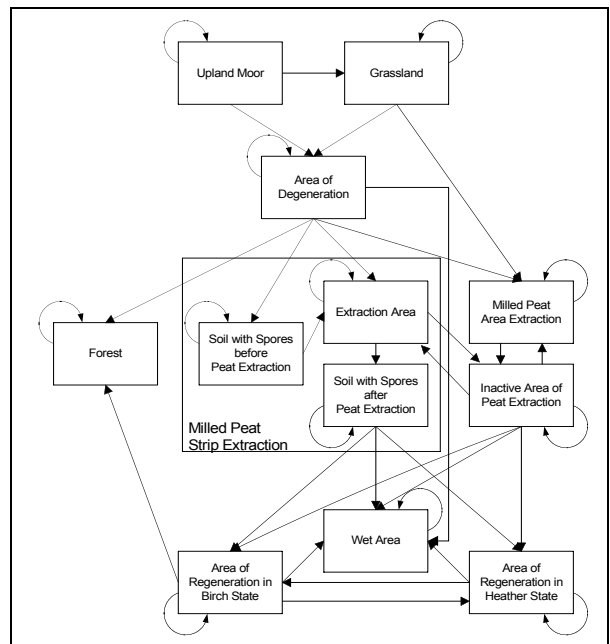 Upland Moor
Grassland
Area of
Degeneration
Extraction Area
Milled Peat
Area Extraction
Forest
Soil with Spores
before
Peat Extraction
Soil with Spores
after
Peat Extraction
Inactive Area of
Peat Extraction
Milled Peat
Strip Extraction
Wet Area
Area of
Regeneration in
Birch State
Area of
Regeneration in
Heather State